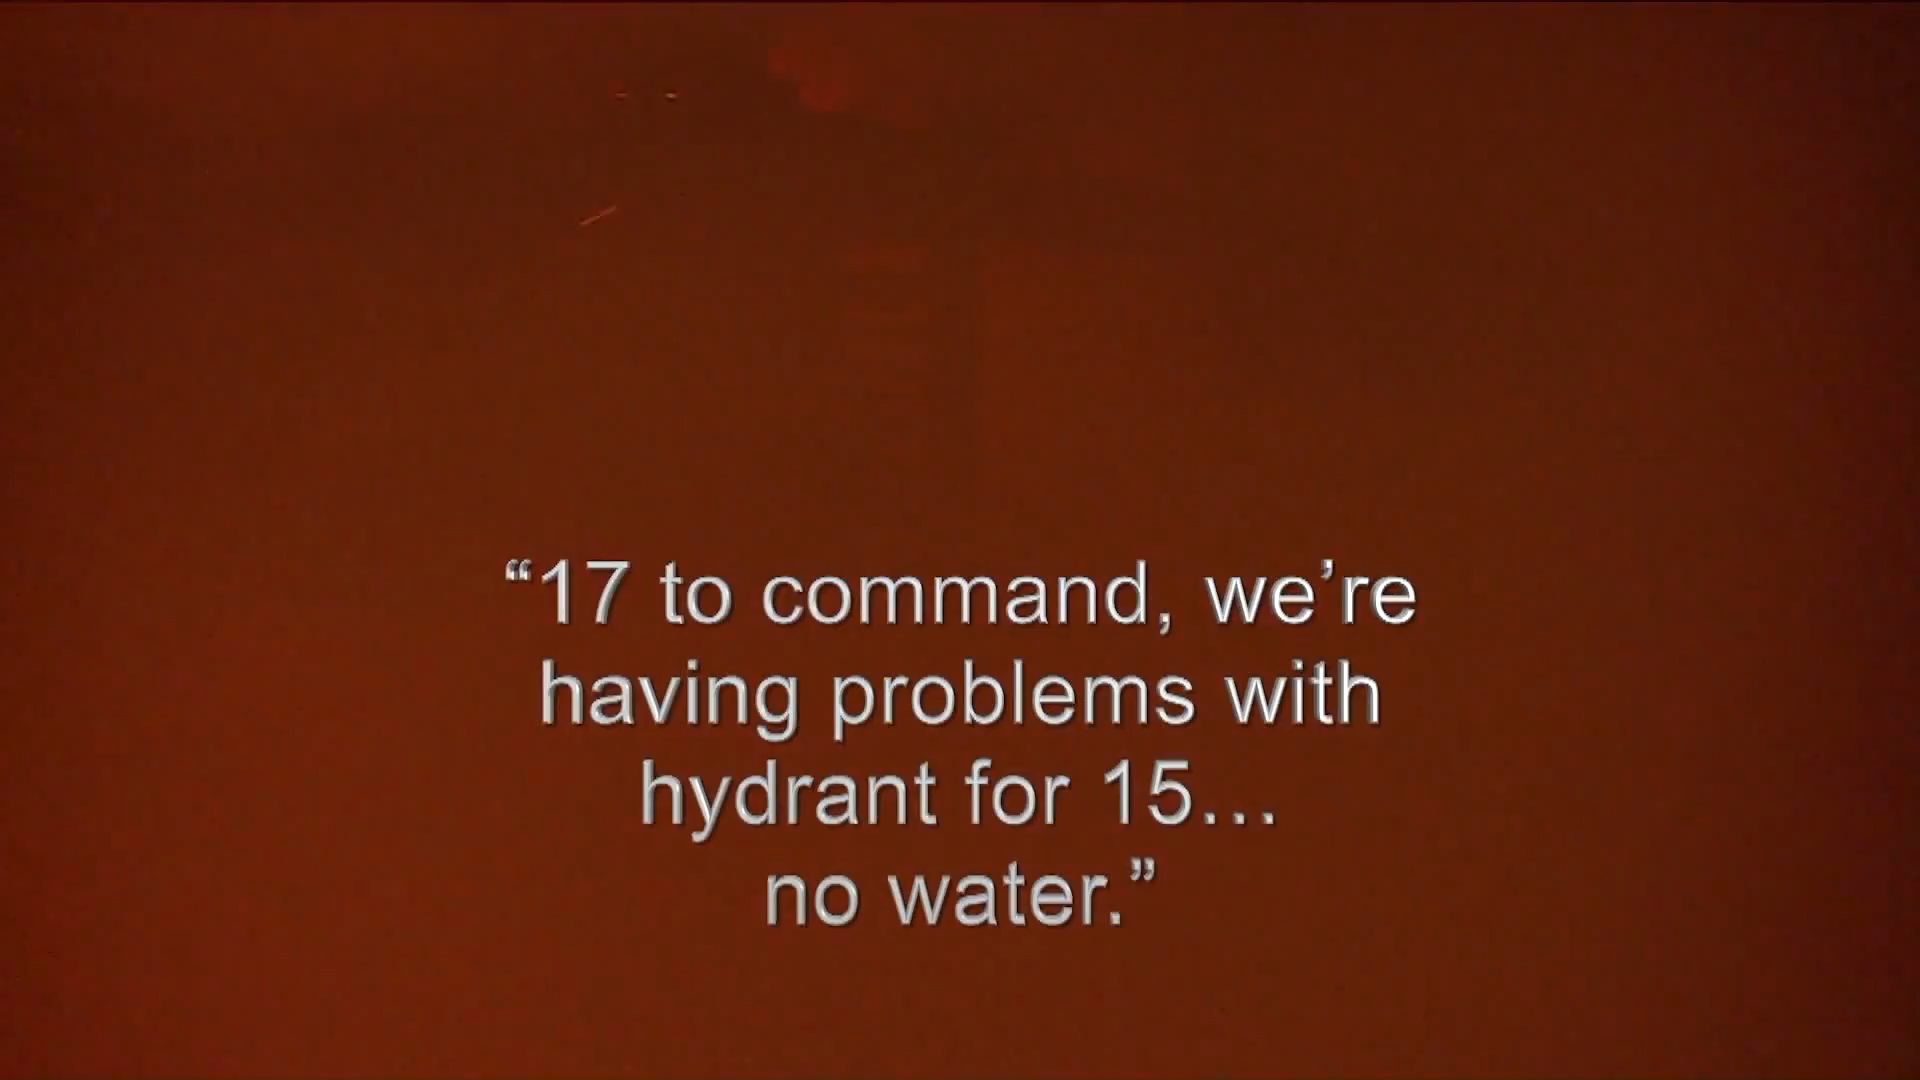 “17 to command, we’re
having problems with
hydrant for 15…
no water.”